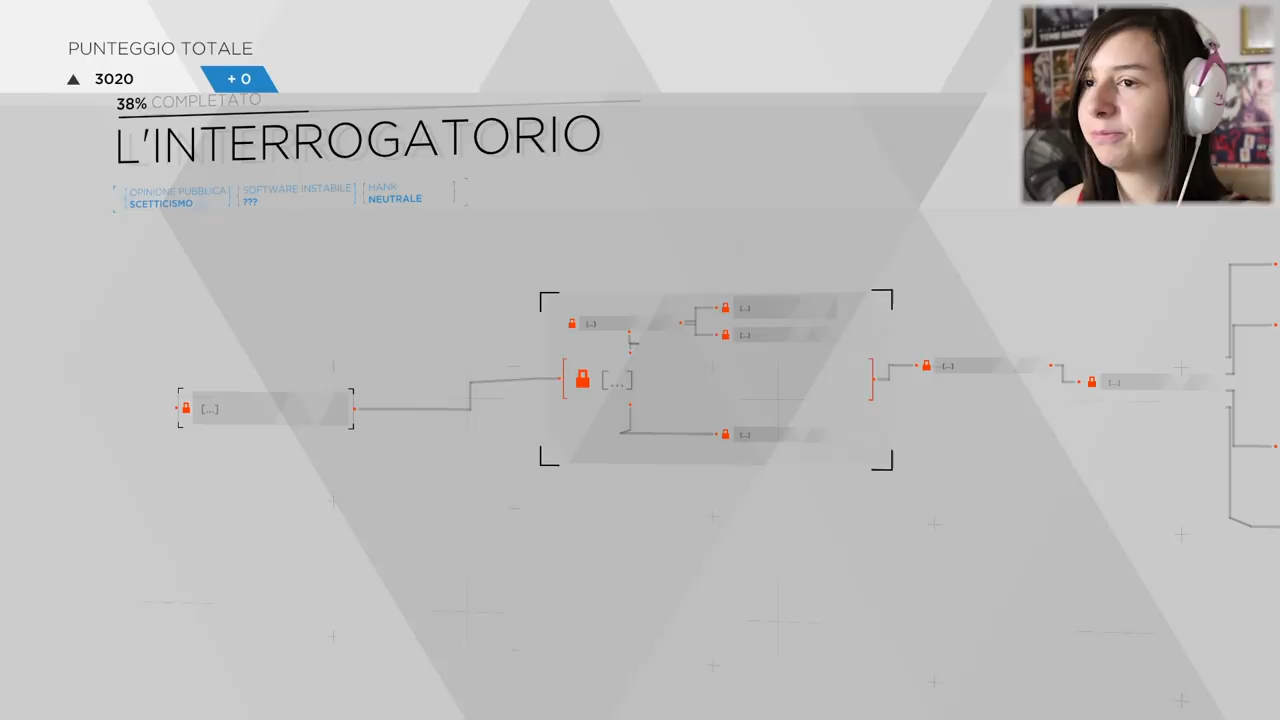 PUNTEGGIO TOTALE
3020
+ 0
38% COMPLETATO
L'INTERROGATORIO
OPINIONE PUBBLICA
SCETTICISMO
SOFTWARE INSTABILE
???
HANK
NEUTRALE
[...]
[...]
[...]
[...]
[...]
[...]
[...]
[...]